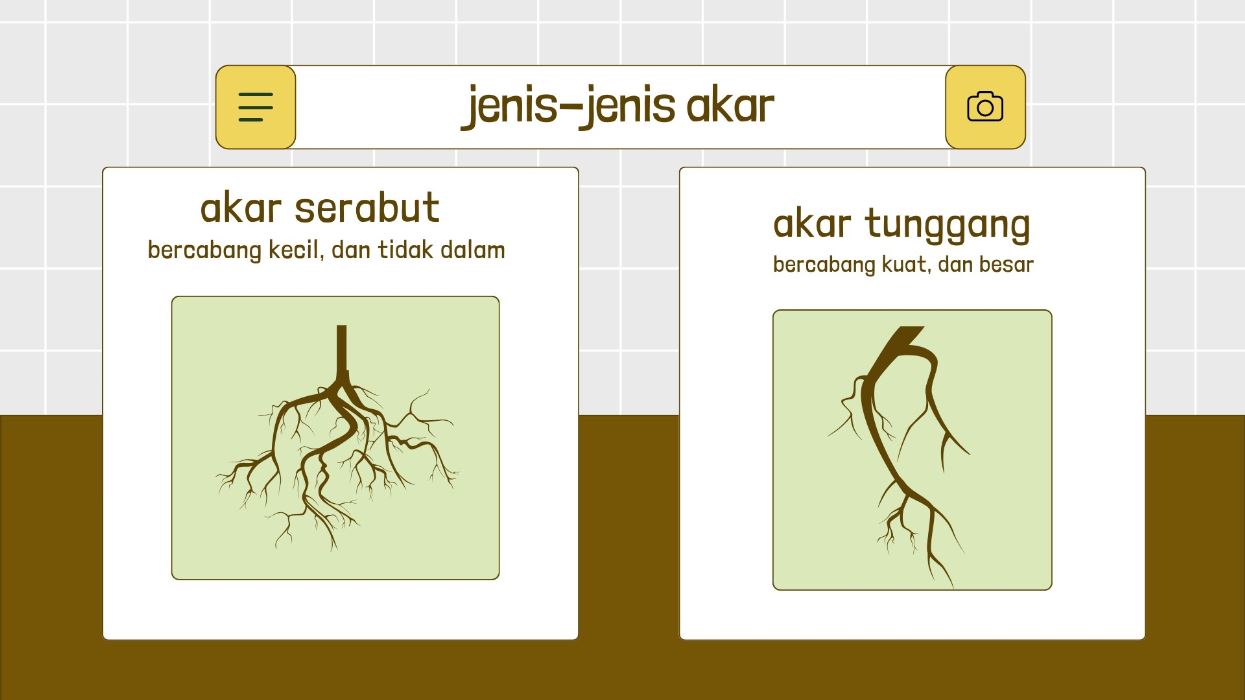 jenis-jenis akar
akar serabut
bercabang kecil, dan tidak dalam
akar tunggang
bercabang kuat, dan besar